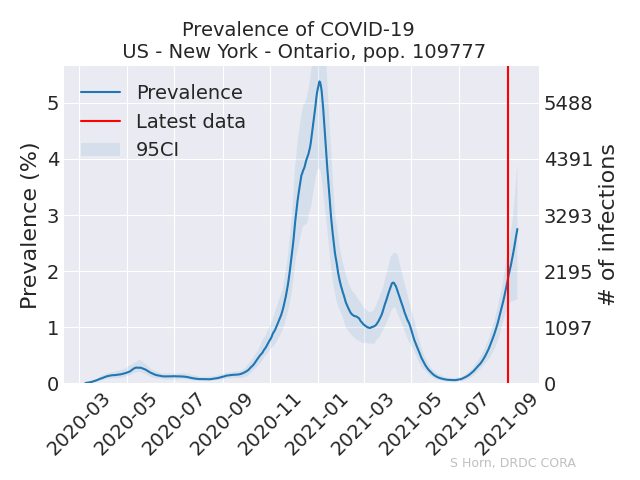 Prevalence of COVID-19
US - New York - Ontario, pop. 109777
Prevalence
Latest data
95CI
Prevalence (%)
5
4
3
2
1
0
5488
4391
3293
2195
1097
0
# of infections
2020-03
2020-05
2020-07
2020-09
2020-11
2021-01
2021-03
2021-05
2021-07
2021-09
S Horn, DRDC CORA